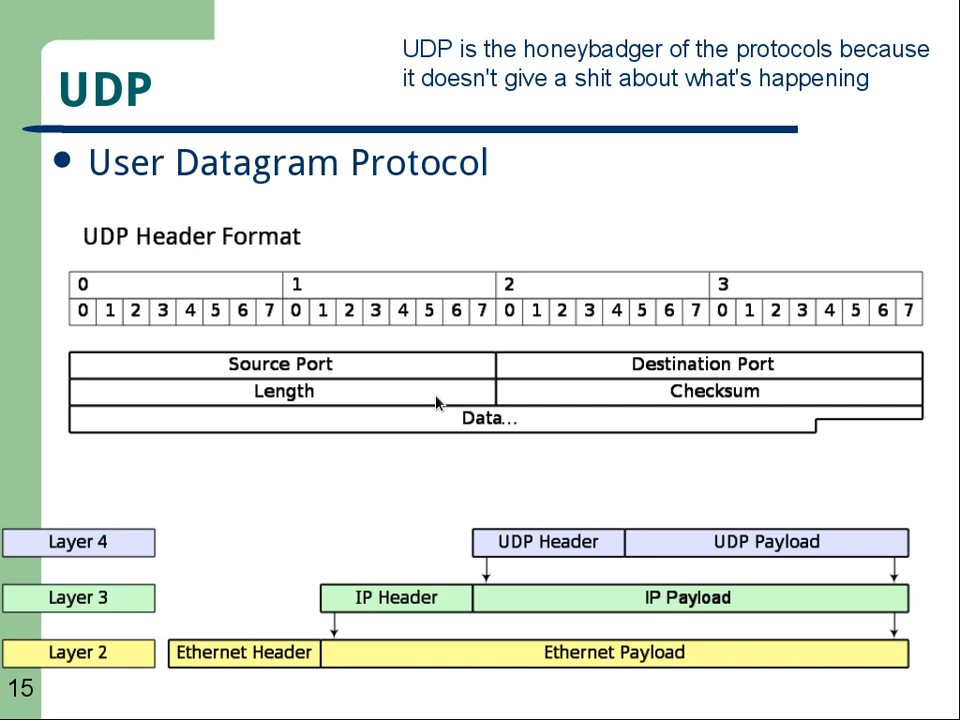 UDP is the honeybadger of the protocols because
it doesn't give a shit about what's happening
UDP
User Datagram Protocol
UDP Header Format
0 1 2 3
0 1 2 3 4 5 6 7 0 1 2 3 4 5 6 7 0 1 2 3 4 5 6 7 0 1 2 3 4 5 6 7
Source Port Destination Port
Length Checksum
Data...
Layer 4 UDP Header UDP Payload
Layer 3 IP Header IP Payload
Layer 2 Ethernet Header Ethernet Payload
15